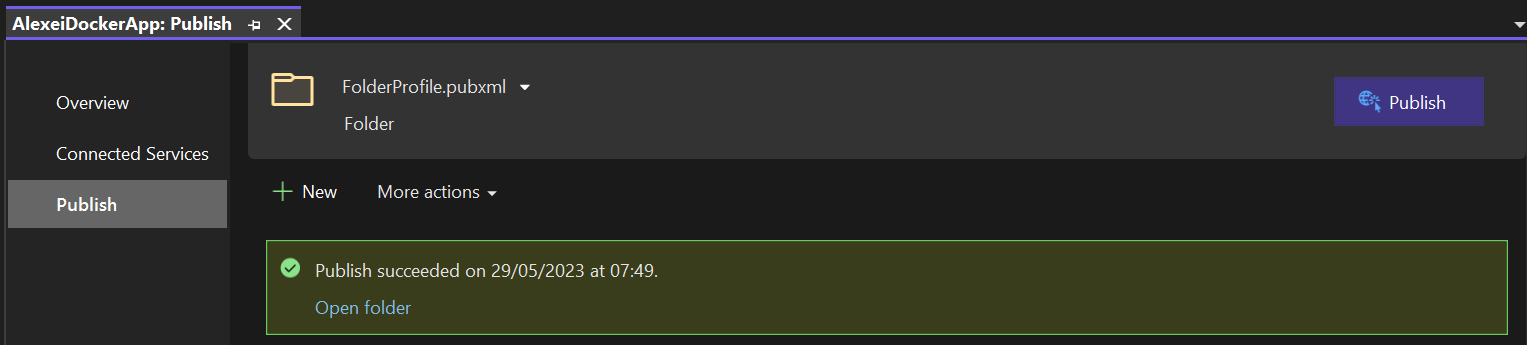 AlexeiDockerApp: Publish
Overview
Connected Services
Publish
FolderProfile.pubxml
Folder
Publish
New
More actions
Publish succeeded on 29/05/2023 at 07:49.
Open folder